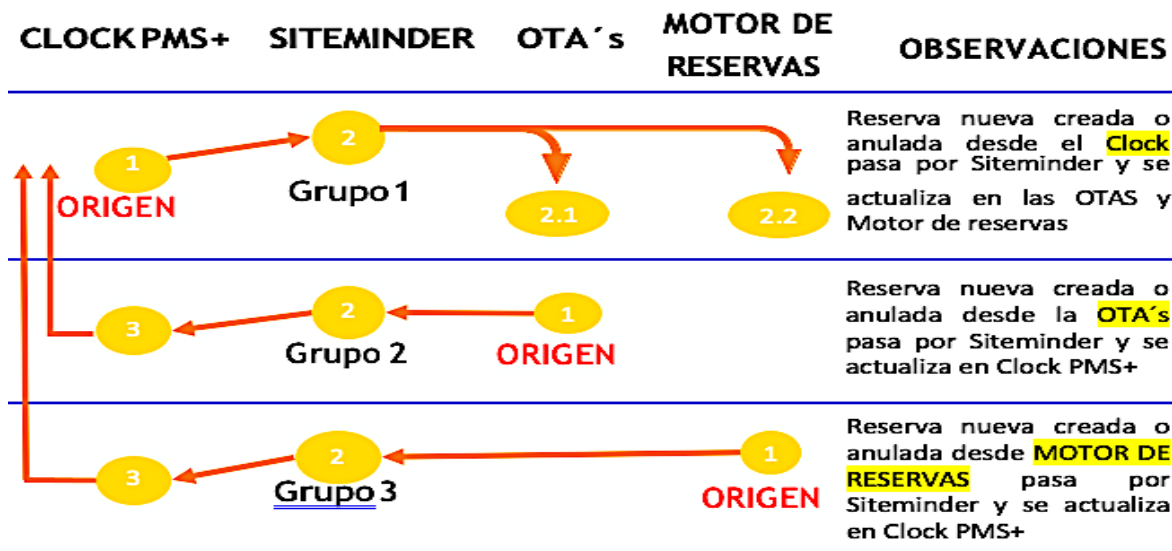 CLOCK PMS+ SITEMINDER OTA´s MOTOR DE RESERVAS OBSERVACIONES
1
ORIGEN
2
Grupo 1
2.1
2.2
Reserva nueva creada o
anulada desde el Clock
pasa por Siteminder y se
actualiza en las OTAS y
Motor de reservas
3
2
Grupo 2
1
ORIGEN
Reserva nueva creada o
anulada desde la OTA´s
pasa por Siteminder y se
actualiza en Clock PMS+
3
2
Grupo 3
1
ORIGEN
Reserva nueva creada o
anulada desde MOTOR DE
RESERVAS pasa por
Siteminder y se actualiza
en Clock PMS+